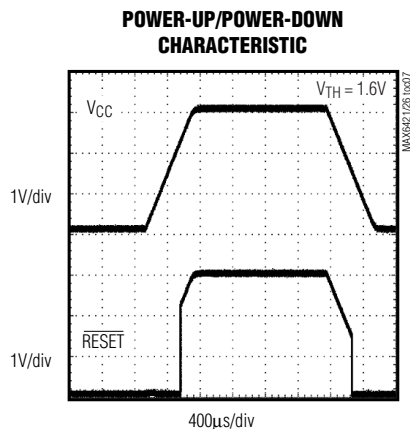 POWER-UP/POWER-DOWN
CHARACTERISTIC
VTH = 1.6V
VCC
1V/div
RESET
1V/div
400μs/div
MAX6421/26 toc07